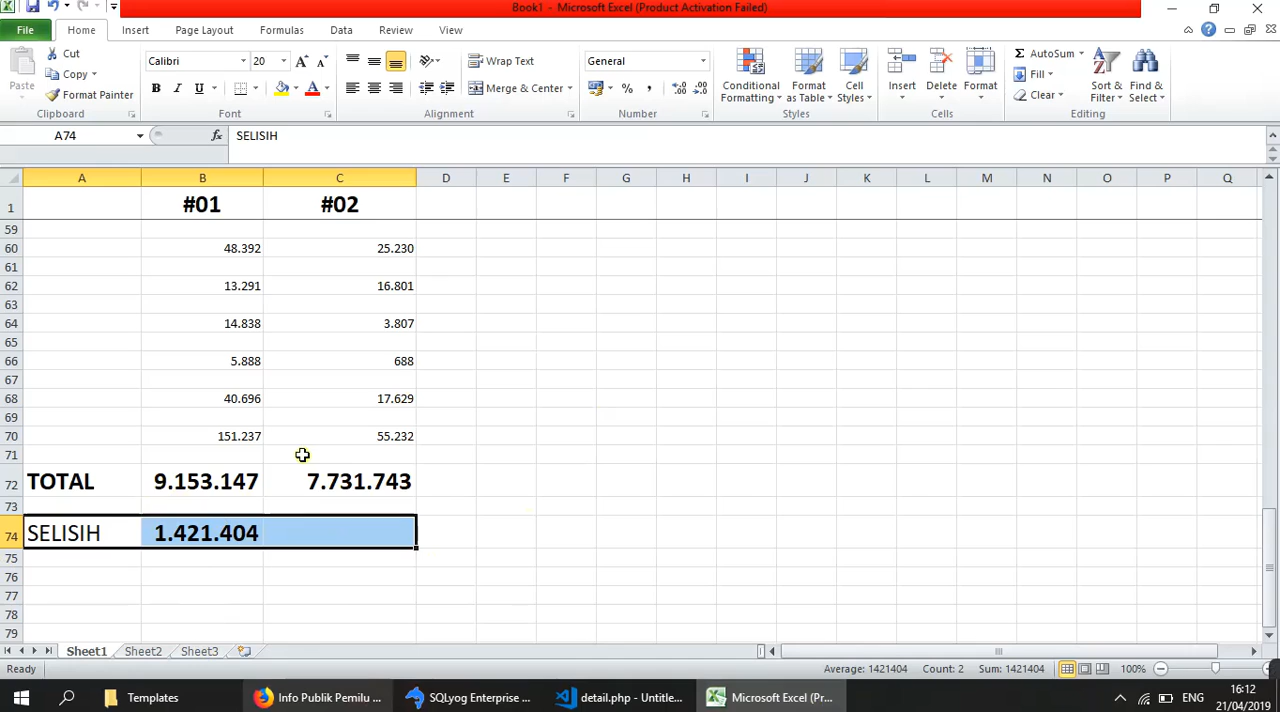 Book1 - Microsoft Excel (Product Activation Failed)
File Home Insert Page Layout Formulas Data Review View
Paste
Cut
Copy
Format Painter
Clipboard
Calibri 20
B I U
Font
Wrap Text
Merge & Center
Alignment
General
Number
Conditional Formatting
Format as Table
Cell Styles
Styles
Insert
Delete
Format
Cells
AutoSum
Fill
Clear
Sort & Filter
Find & Select
Editing
A74 fx SELISIH
A B C D E F G H I J K L M N O P Q
1 #01 #02
59
60 48.392 25.230
61
62 13.291 16.801
63
64 14.838 3.807
65
66 5.888 688
67
68 40.696 17.629
69
70 151.237 55.232
71
72 TOTAL 9.153.147 7.731.743
73
74 SELISIH 1.421.404
75
76
77
78
79
Sheet1 Sheet2 Sheet3
Ready Average: 1421404 Count: 2 Sum: 1421404 100%
Templates Info Publik Pemilu ... SQLyog Enterprise ... detail.php - Untitle... Microsoft Excel (Pr... ENG 16:12
21/04/2019